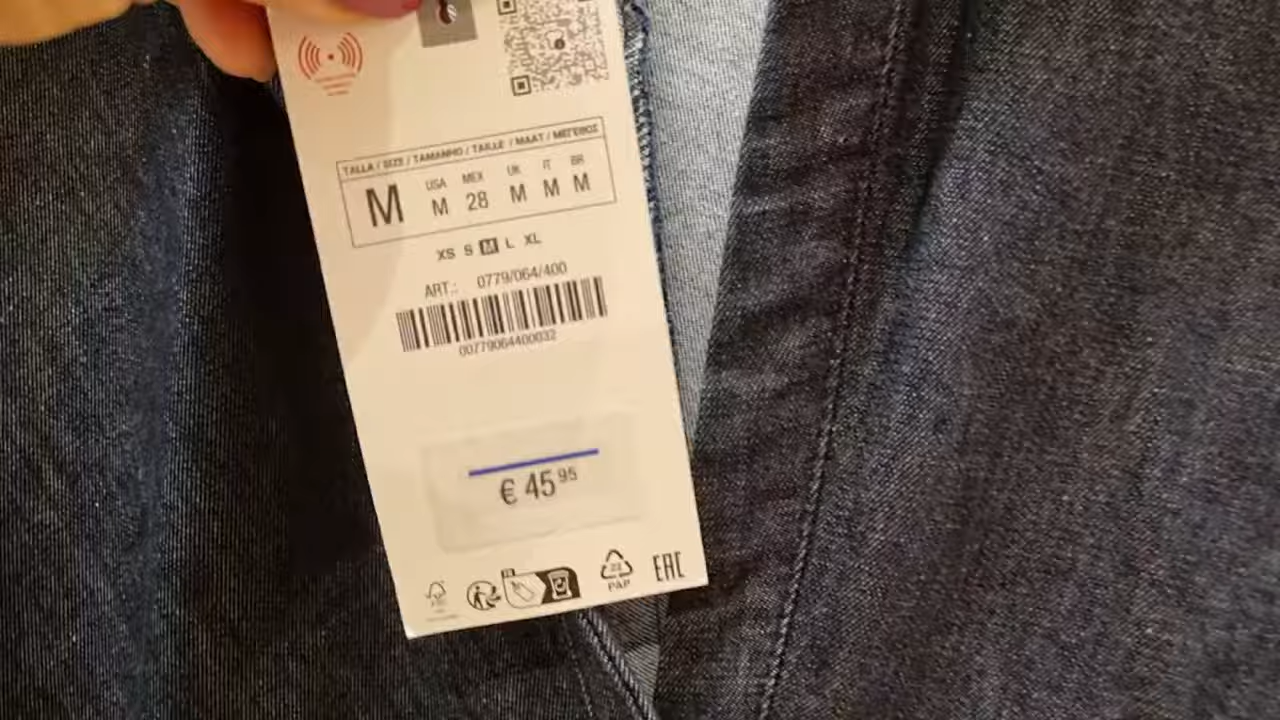 TALLA / SIZE / TAMANHO / TAILLE / MAAT / ΜΕΓΕΘΟΣ
M USA M MEX 28 UK M IT M BR M
XS S M L XL
ART.: 0779/064/400
00779064400032
€ 45 95
22
PAP
EAC